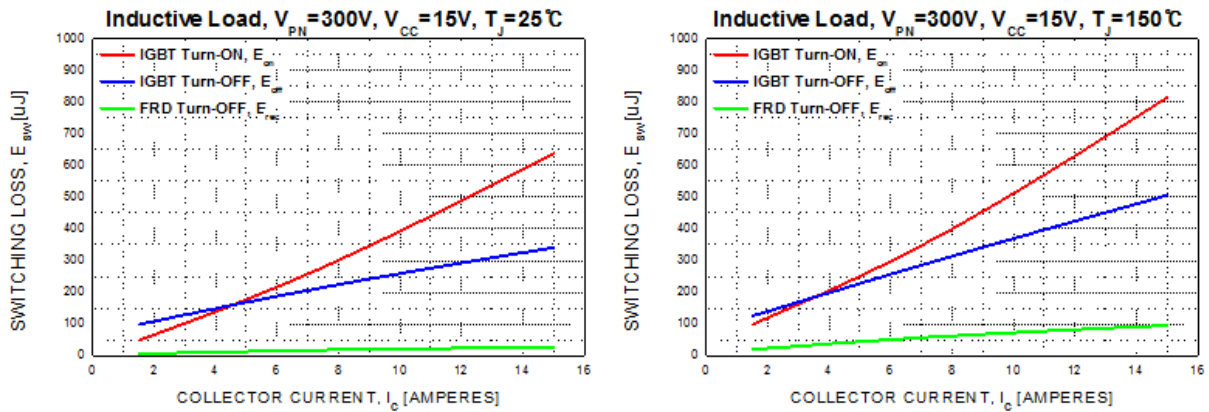 Inductive Load, VPN=300V, VCC=15V, TJ=25℃
1000
900
800
700
600
500
400
300
200
100
0
SWITCHING LOSS, ESW [uJ]
IGBT Turn-ON, Eon
IGBT Turn-OFF, Eoff
FRD Turn-OFF, Erec
0 2 4 6 8 10 12 14 16
COLLECTOR CURRENT, IC [AMPERES]
Inductive Load, VPN=300V, VCC=15V, TJ=150℃
1000
900
800
700
600
500
400
300
200
100
0
SWITCHING LOSS, ESW [uJ]
IGBT Turn-ON, Eon
IGBT Turn-OFF, Eoff
FRD Turn-OFF, Erec
0 2 4 6 8 10 12 14 16
COLLECTOR CURRENT, IC [AMPERES]